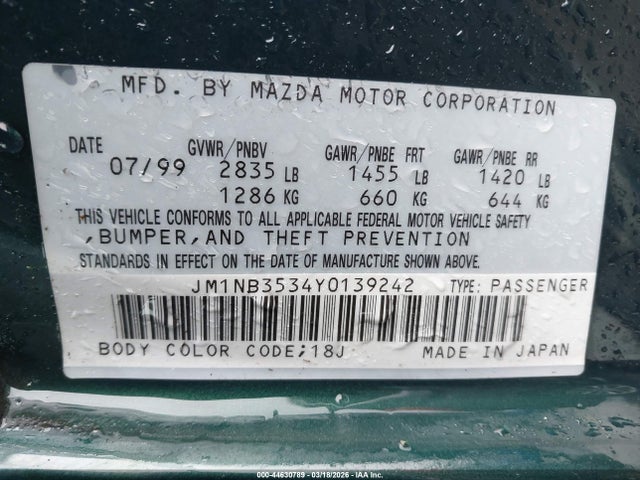 MFD. BY MAZDA MOTOR CORPORATION
DATE GVWR/PNBV GAWR/PNBE FRT GAWR/PNBE RR
07/99 2835 LB 1455 LB 1420 LB
1286 KG 660 KG 644 KG
THIS VEHICLE CONFORMS TO ALL APPLICABLE FEDERAL MOTOR VEHICLE SAFETY
,BUMPER,AND THEFT PREVENTION
STANDARDS IN EFFECT ON THE DATE OF MANUFACTURE SHOWN ABOVE.
JM1NB3534Y0139242 TYPE: PASSENGER
BODY COLOR CODE;18J MADE IN JAPAN
000-44630789 - 03/18/2026 - IAA Inc.